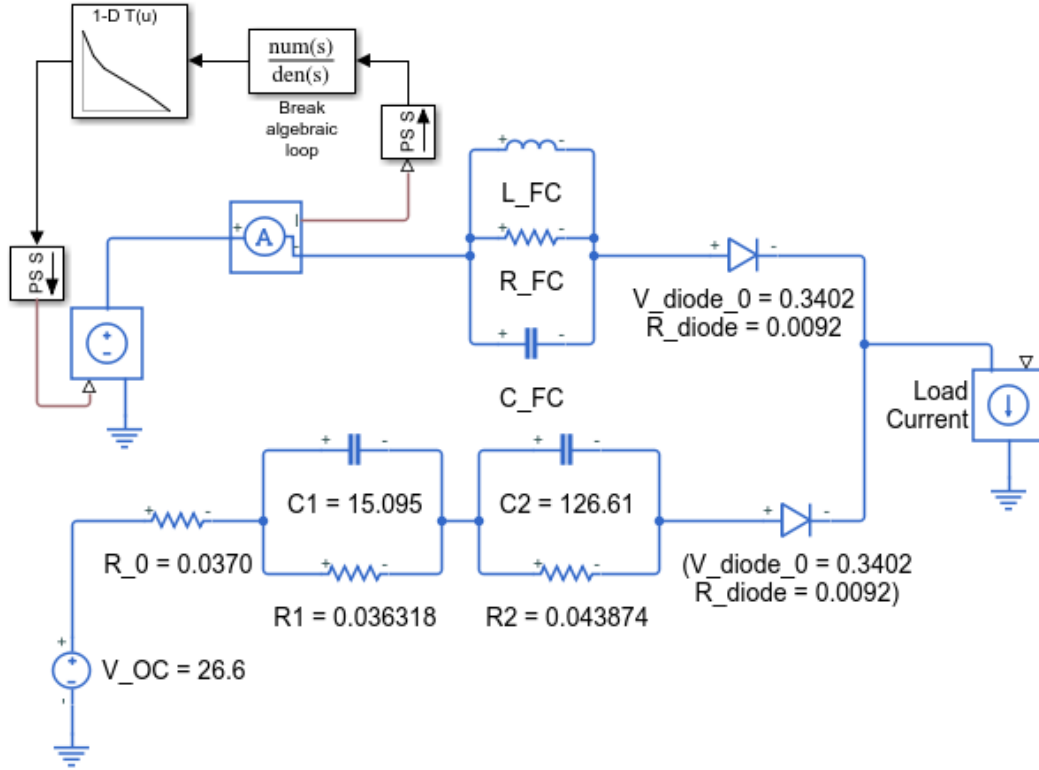 1-D T(u)
num(s)
den(s)
Break
algebraic
loop
PS S
I
A
PS S
L_FC
R_FC
C_FC
V_diode_0 = 0.3402
R_diode = 0.0092
Load
Current
C1 = 15.095
C2 = 126.61
R_0 = 0.0370
R1 = 0.036318
R2 = 0.043874
(V_diode_0 = 0.3402
R_diode = 0.0092)
V_OC = 26.6